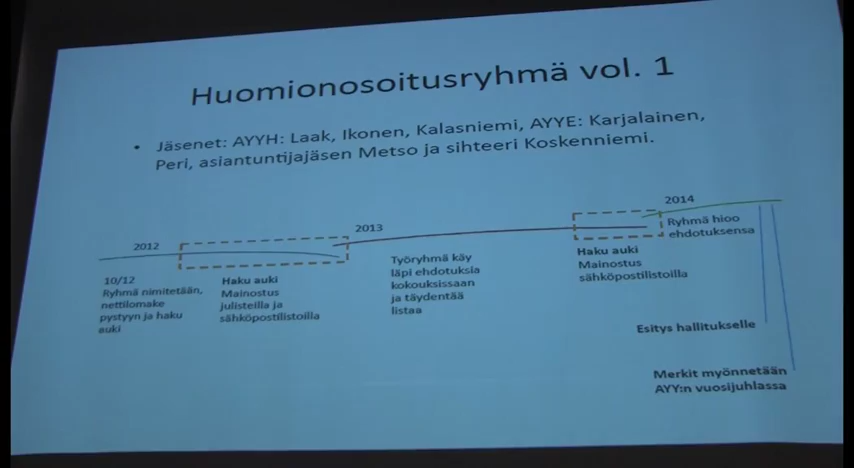 Huomionosoitusryhmä vol. 1
• Jäsenet: AYYH: Laak, Ikonen, Kalasniemi, AYYE: Karjalainen,
Peri, asiantuntijajäsen Metso ja sihteeri Koskenniemi.
2012
2013
2014
10/12
Ryhmä nimitetään,
nettilomake
pystyyn ja haku
auki
Haku auki
Mainostus
julisteilla ja
sähköpostilistoilla
Työryhmä käy
läpi ehdotuksia
kokouksissaan
ja täydentää
listaa
Haku auki
Mainostus
sähköpostilistoilla
Ryhmä hioo
ehdotuksensa
Esitys hallitukselle
Merkit myönnetään
AYY:n vuosijuhlassa